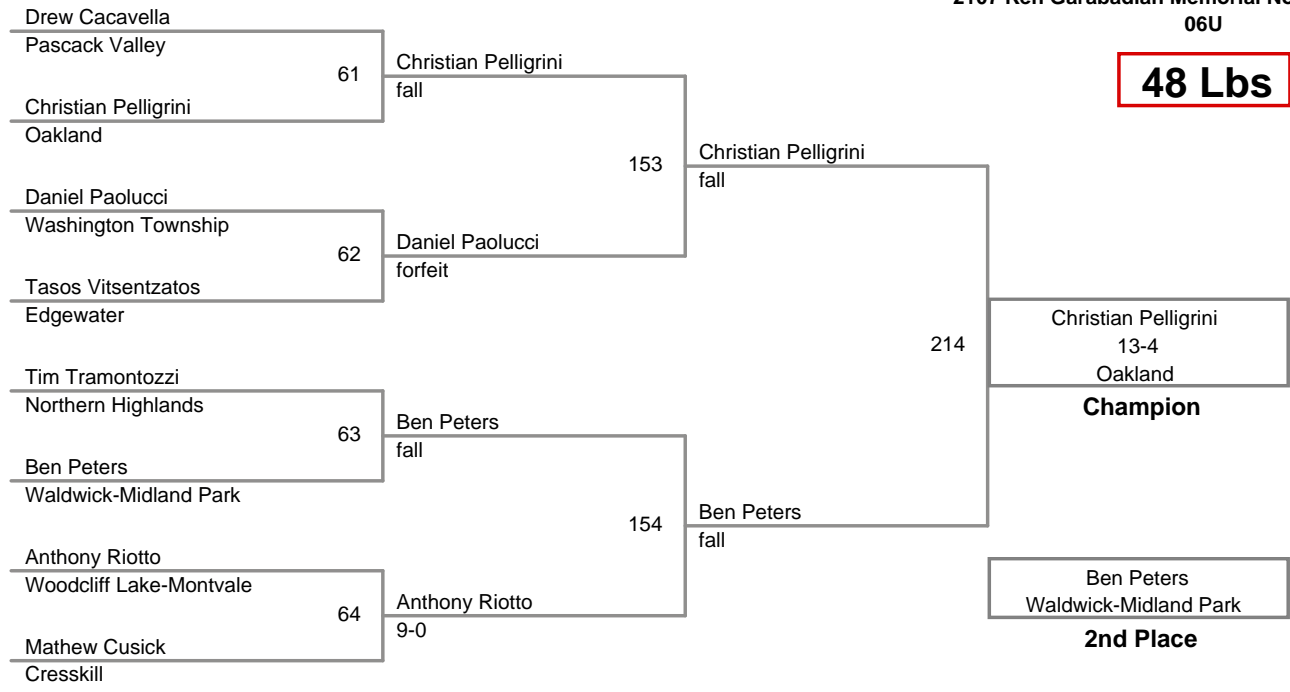 06U
48 Lbs
Drew Cacavella
Pascack Valley
61
Christian Pelligrini
Oakland
Christian Pelligrini
fall
Daniel Paolucci
Washington Township
62
Tasos Vitsentzatos
Edgewater
Daniel Paolucci
forfeit
153
Christian Pelligrini
fall
Tim Tramontozzi
Northern Highlands
63
Ben Peters
Waldwick-Midland Park
Ben Peters
fall
Anthony Riotto
Woodcliff Lake-Montvale
64
Mathew Cusick
Cresskill
Anthony Riotto
9-0
154
Ben Peters
fall
214
Christian Pelligrini
13-4
Oakland
Champion
Ben Peters
Waldwick-Midland Park
2nd Place